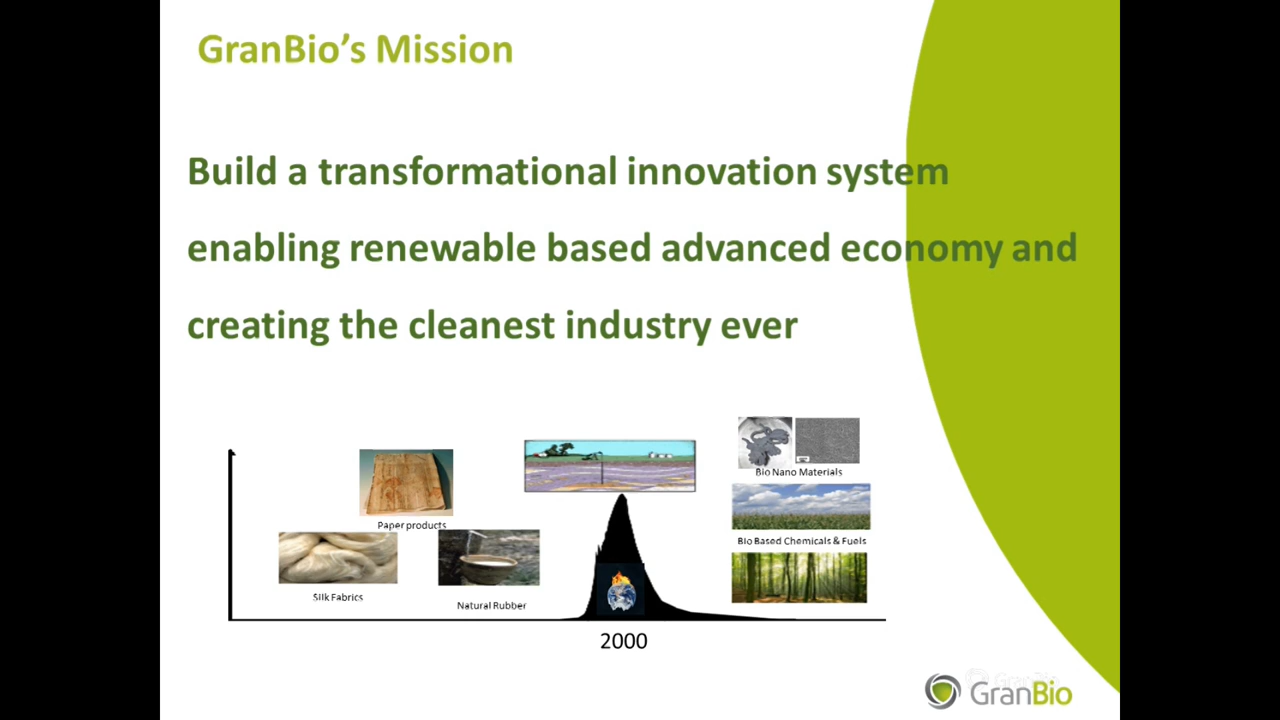 GranBio’s Mission
Build a transformational innovation system
enabling renewable based advanced economy and
creating the cleanest industry ever
Bio Nano Materials
Paper products
Bio Based Chemicals & Fuels
Silk Fabrics
Natural Rubber
2000
GranBio